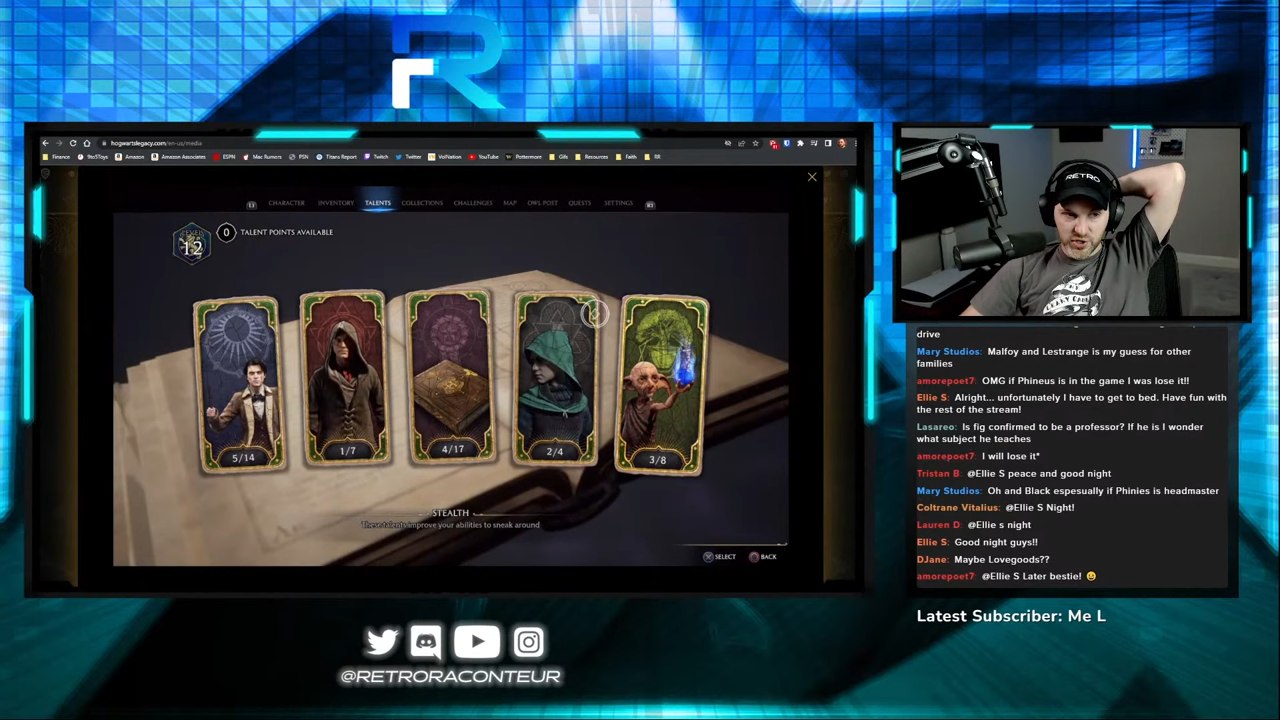 hogwartslegacy.com/en-us/media
Finance 9to5Toys Amazon Amazon Associates ESPN Mac Rumors PSN Titans Report Twitch Twitter VolNation YouTube Pottermore Gifs Resources Faith RR
L1 CHARACTER INVENTORY TALENTS COLLECTIONS CHALLENGES MAP OWL POST QUESTS SETTINGS R1
LEVEL 12
0 TALENT POINTS AVAILABLE
5/14 1/7 4/17 2/4 3/8
STEALTH
These talents improve your abilities to sneak around
SELECT BACK
RETRO
drive
Mary Studios: Malfoy and Lestrange is my guess for other
families
amorepoet7: OMG if Phineus is in the game I was lose it!!
Ellie S: Alright... unfortunately I have to get to bed. Have fun with
the rest of the stream!
Lasareo: Is fig confirmed to be a professor? If he is I wonder
what subject he teaches
amorepoet7: I will lose it*
Tristan B: @Ellie S peace and good night
Mary Studios: Oh and Black espesually if Phinies is headmaster
Coltrane Vitalius: @Ellie S Night!
Lauren D: @Ellie s night
Ellie S: Good night guys!!
DJane: Maybe Lovegoods??
amorepoet7: @Ellie S Later bestie! 😀
Latest Subscriber: Me L
@RETRORACONTEUR